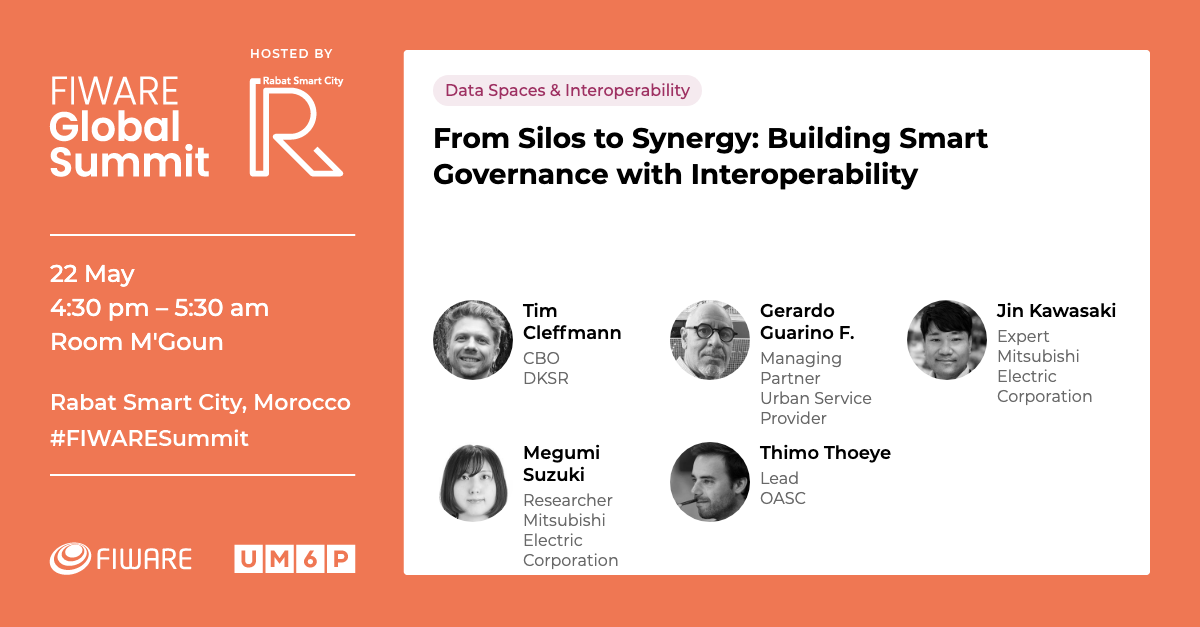 FIWARE
Global
Summit
HOSTED BY
Rabat Smart City
R
22 May
4:30 pm – 5:30 am
Room M'Goun
Rabat Smart City, Morocco
#FIWARESummit
FIWARE
UM6P
Data Spaces & Interoperability
From Silos to Synergy: Building Smart
Governance with Interoperability
Tim
Cleffmann
CBO
DKSR
Gerardo
Guarino F.
Managing
Partner
Urban Service
Provider
Jin Kawasaki
Expert
Mitsubishi
Electric
Corporation
Megumi
Suzuki
Researcher
Mitsubishi
Electric
Corporation
Thimo Thoeye
Lead
OASC